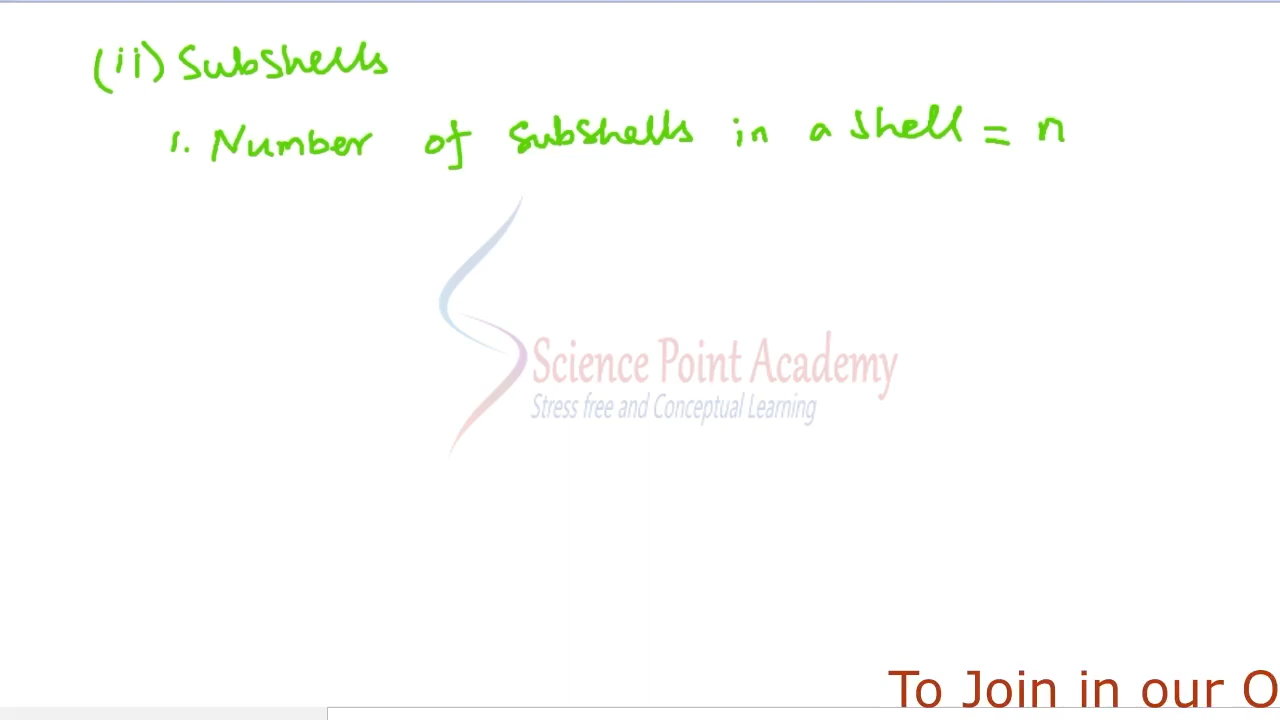 (ii) Subshells
1. Number of subshells in a shell = n
Science Point Academy
Stress free and Conceptual Learning
To Join in our O